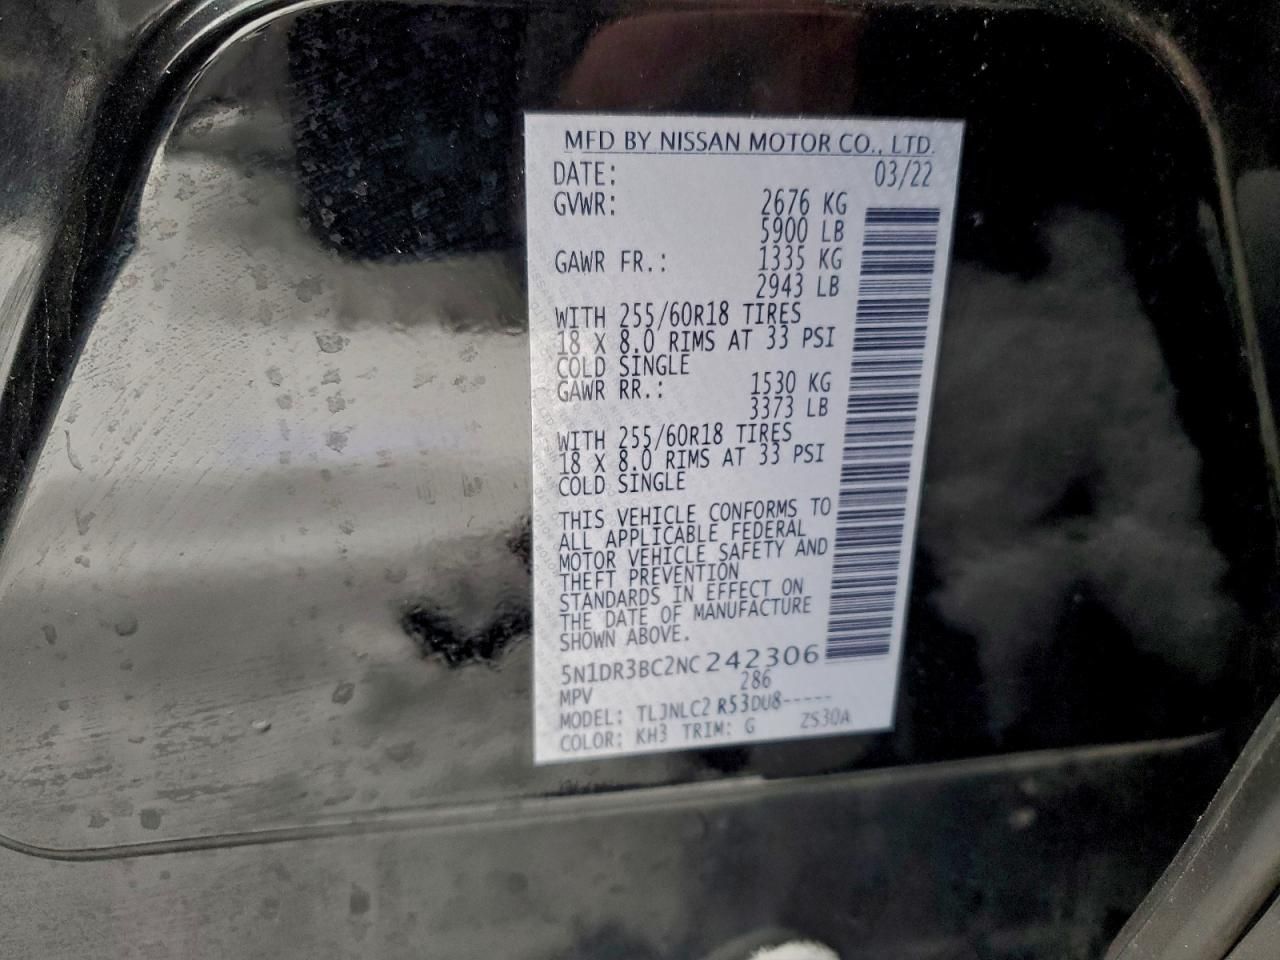 MFD BY NISSAN MOTOR CO., LTD.
DATE: 03/22
GVWR: 2676 KG
5900 LB
GAWR FR.: 1335 KG
2943 LB
WITH 255/60R18 TIRES
18 X 8.0 RIMS AT 33 PSI
COLD SINGLE
GAWR RR.: 1530 KG
3373 LB
WITH 255/60R18 TIRES
18 X 8.0 RIMS AT 33 PSI
COLD SINGLE
THIS VEHICLE CONFORMS TO
ALL APPLICABLE FEDERAL
MOTOR VEHICLE SAFETY AND
THEFT PREVENTION
STANDARDS IN EFFECT ON
THE DATE OF MANUFACTURE
SHOWN ABOVE.
5N1DR3BC2NC242306
MPV 286
MODEL: TLJNLC2 R53DU8-----
COLOR: KH3 TRIM: G ZS30A